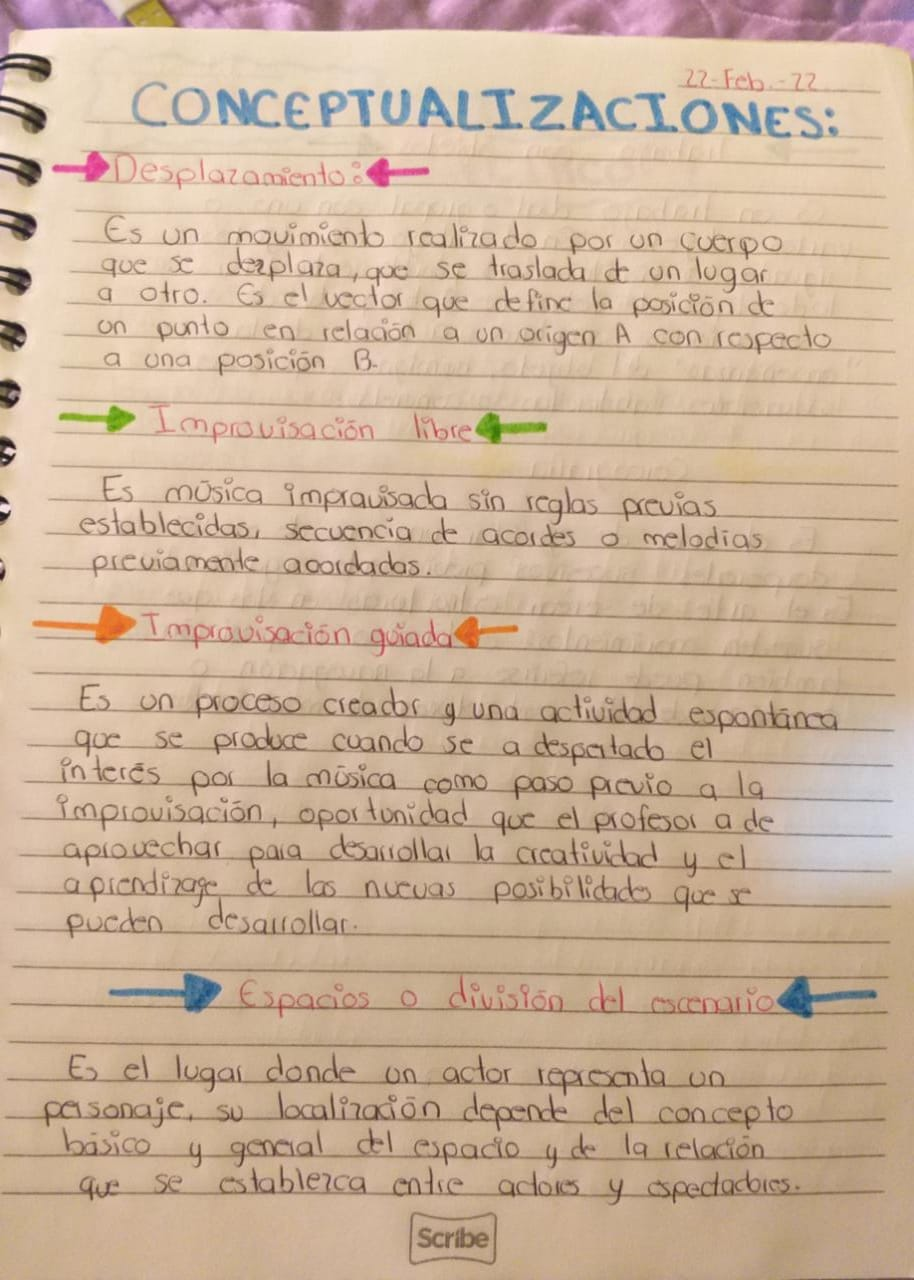 22-Feb.-22
CONCEPTUALIZACIONES:
Desplazamiento:
Es un movimiento realizado por un cuerpo
que se dezplaza, que se traslada de un lugar
a otro. Es el vector que define la posición de
un punto en relación a un origen A con respecto
a una posición B.
Improvisación libre
Es música impravisada sin reglas previas
establecidas, secuencia de acordes o melodias
previamente acordadas.
Improvisación guiada
Es un proceso creador y una actividad espontánea
que se produce cuando se a despertado el
interés por la música como paso previo a la
improvisación, oportunidad que el profesor a de
aprovechar para desarrollar la creatividad y el
aprendizage de las nuevas posibilidades que se
pueden desarrollar.
Espacios o división del escenario
Es el lugar donde un actor representa un
personaje, su localización depende del concepto
básico y general del espacio y de la relación
que se establezca entre actores y espectadores.
Scribe